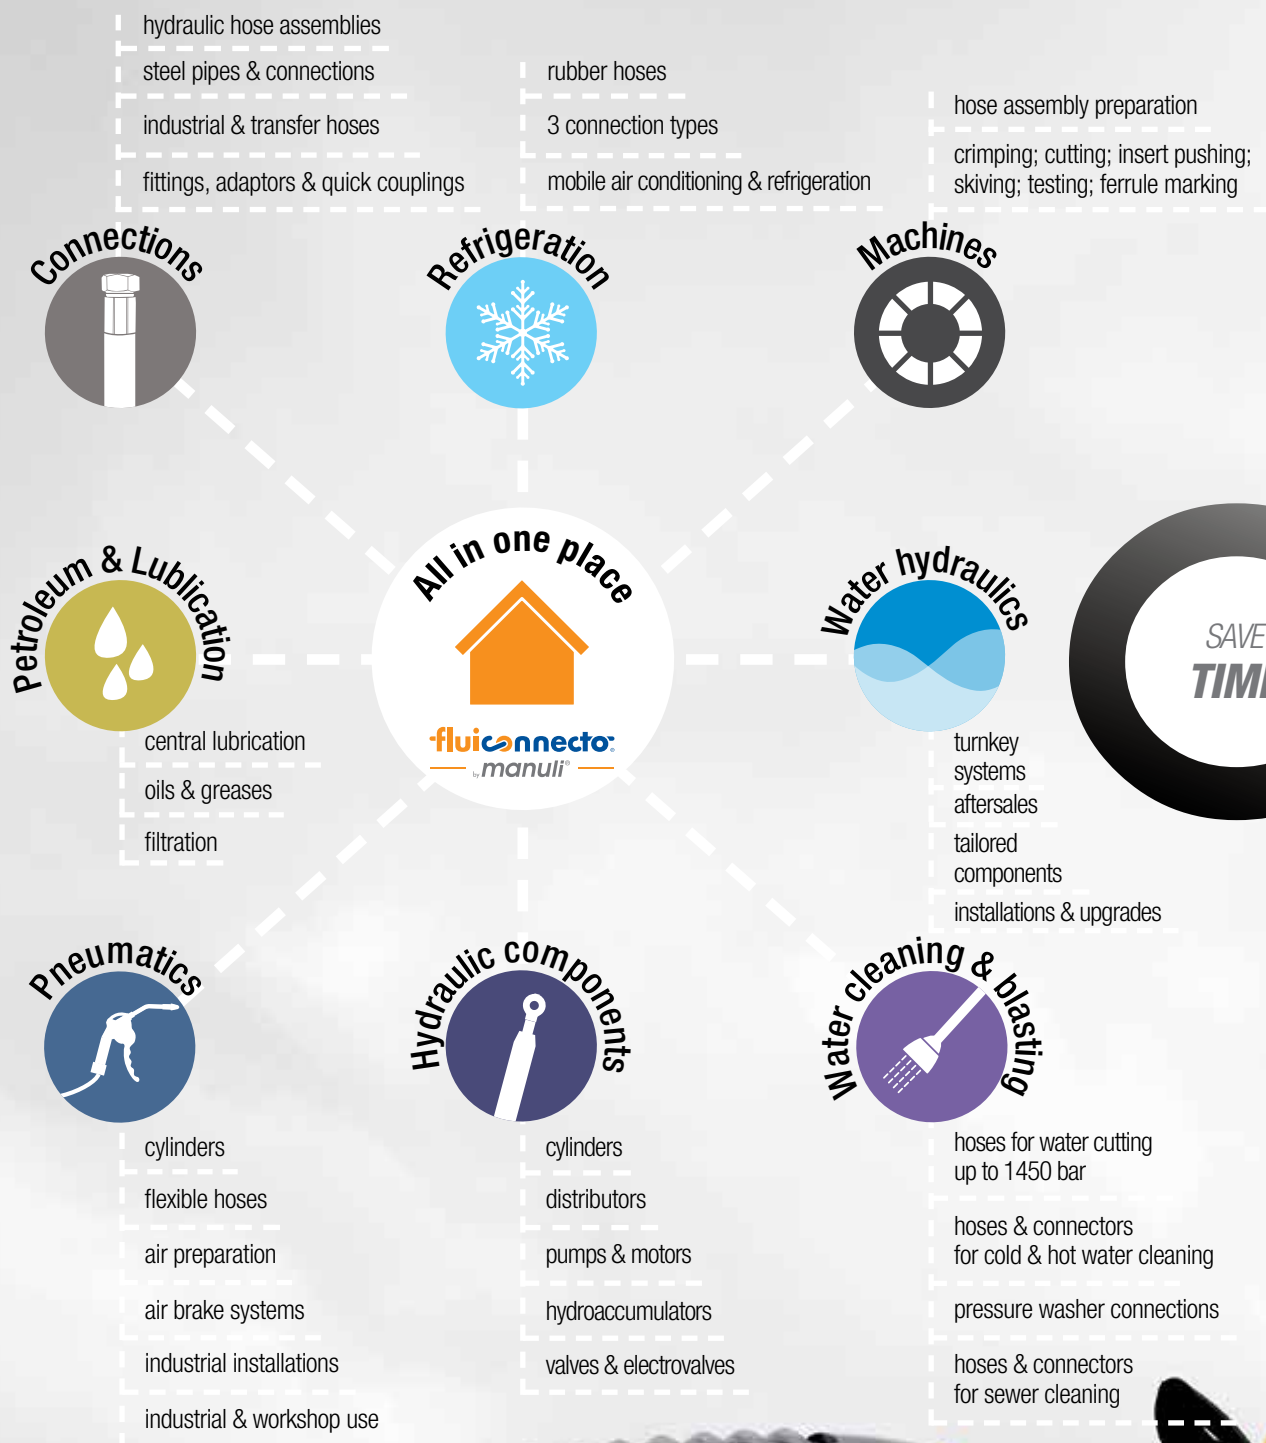 hydraulic hose assemblies
steel pipes & connections
industrial & transfer hoses
fittings, adaptors & quick couplings
Connections
rubber hoses
3 connection types
mobile air conditioning & refrigeration
Refrigeration
hose assembly preparation
crimping; cutting; insert pushing;
skiving; testing; ferrule marking
Machines
Petroleum & Lublication
central lubrication
oils & greases
filtration
All in one place
fluiconnecto®
by manuli®
Water hydraulics
turnkey
systems
aftersales
tailored
components
installations & upgrades
SAVE
TIM
Pneumatics
cylinders
flexible hoses
air preparation
air brake systems
industrial installations
industrial & workshop use
Hydraulic components
cylinders
distributors
pumps & motors
hydroaccumulators
valves & electrovalves
Water cleaning & blasting
hoses for water cutting
up to 1450 bar
hoses & connectors
for cold & hot water cleaning
pressure washer connections
hoses & connectors
for sewer cleaning